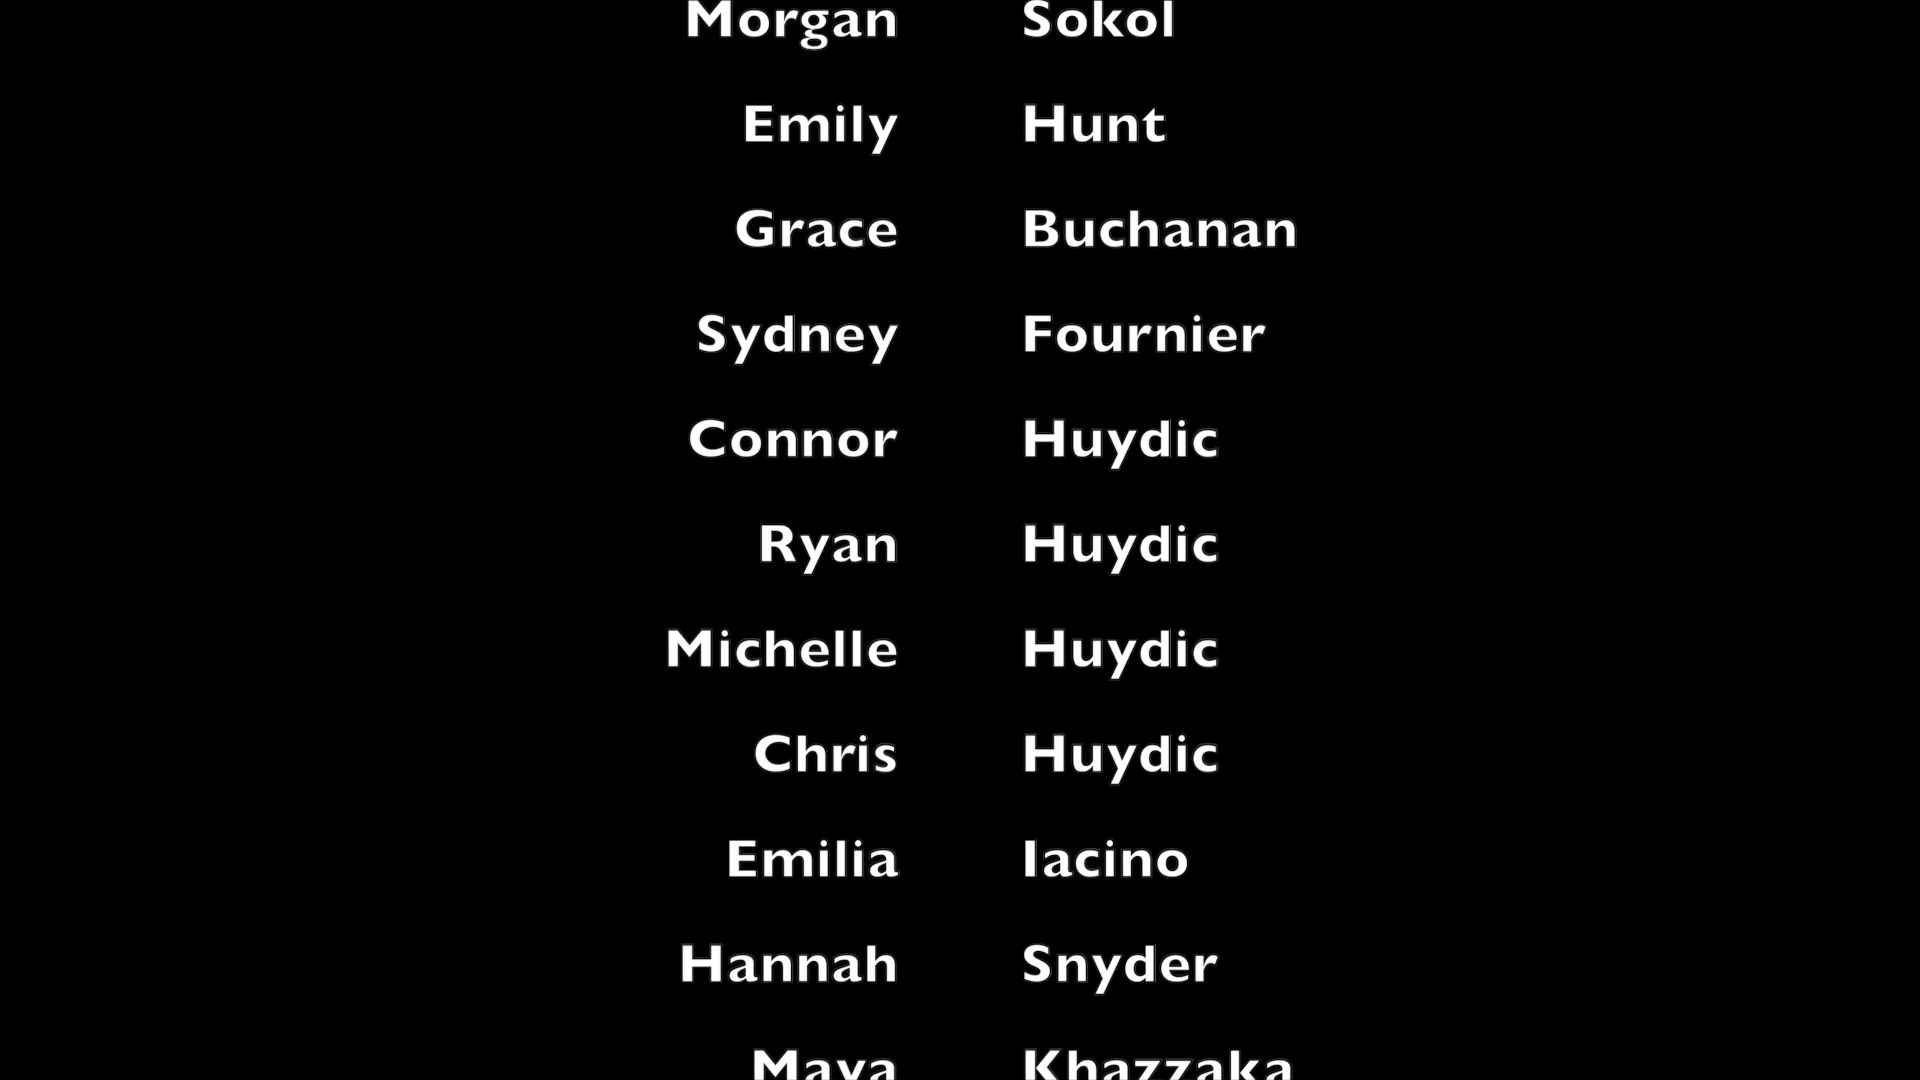 Morgan Sokol
Emily Hunt
Grace Buchanan
Sydney Fournier
Connor Huydic
Ryan Huydic
Michelle Huydic
Chris Huydic
Emilia Iacino
Hannah Snyder
Maya Khazzaka